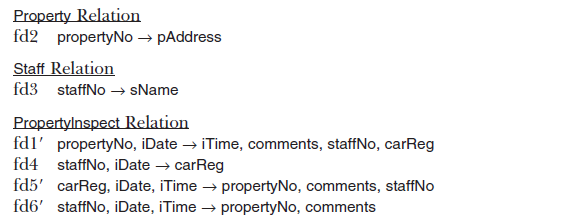 Property Relation
fd2 propertyNo → pAddress
Staff Relation
fd3 staffNo → sName
PropertyInspect Relation
fd1′ propertyNo, iDate → iTime, comments, staffNo, carReg
fd4 staffNo, iDate → carReg
fd5′ carReg, iDate, iTime → propertyNo, comments, staffNo
fd6′ staffNo, iDate, iTime → propertyNo, comments